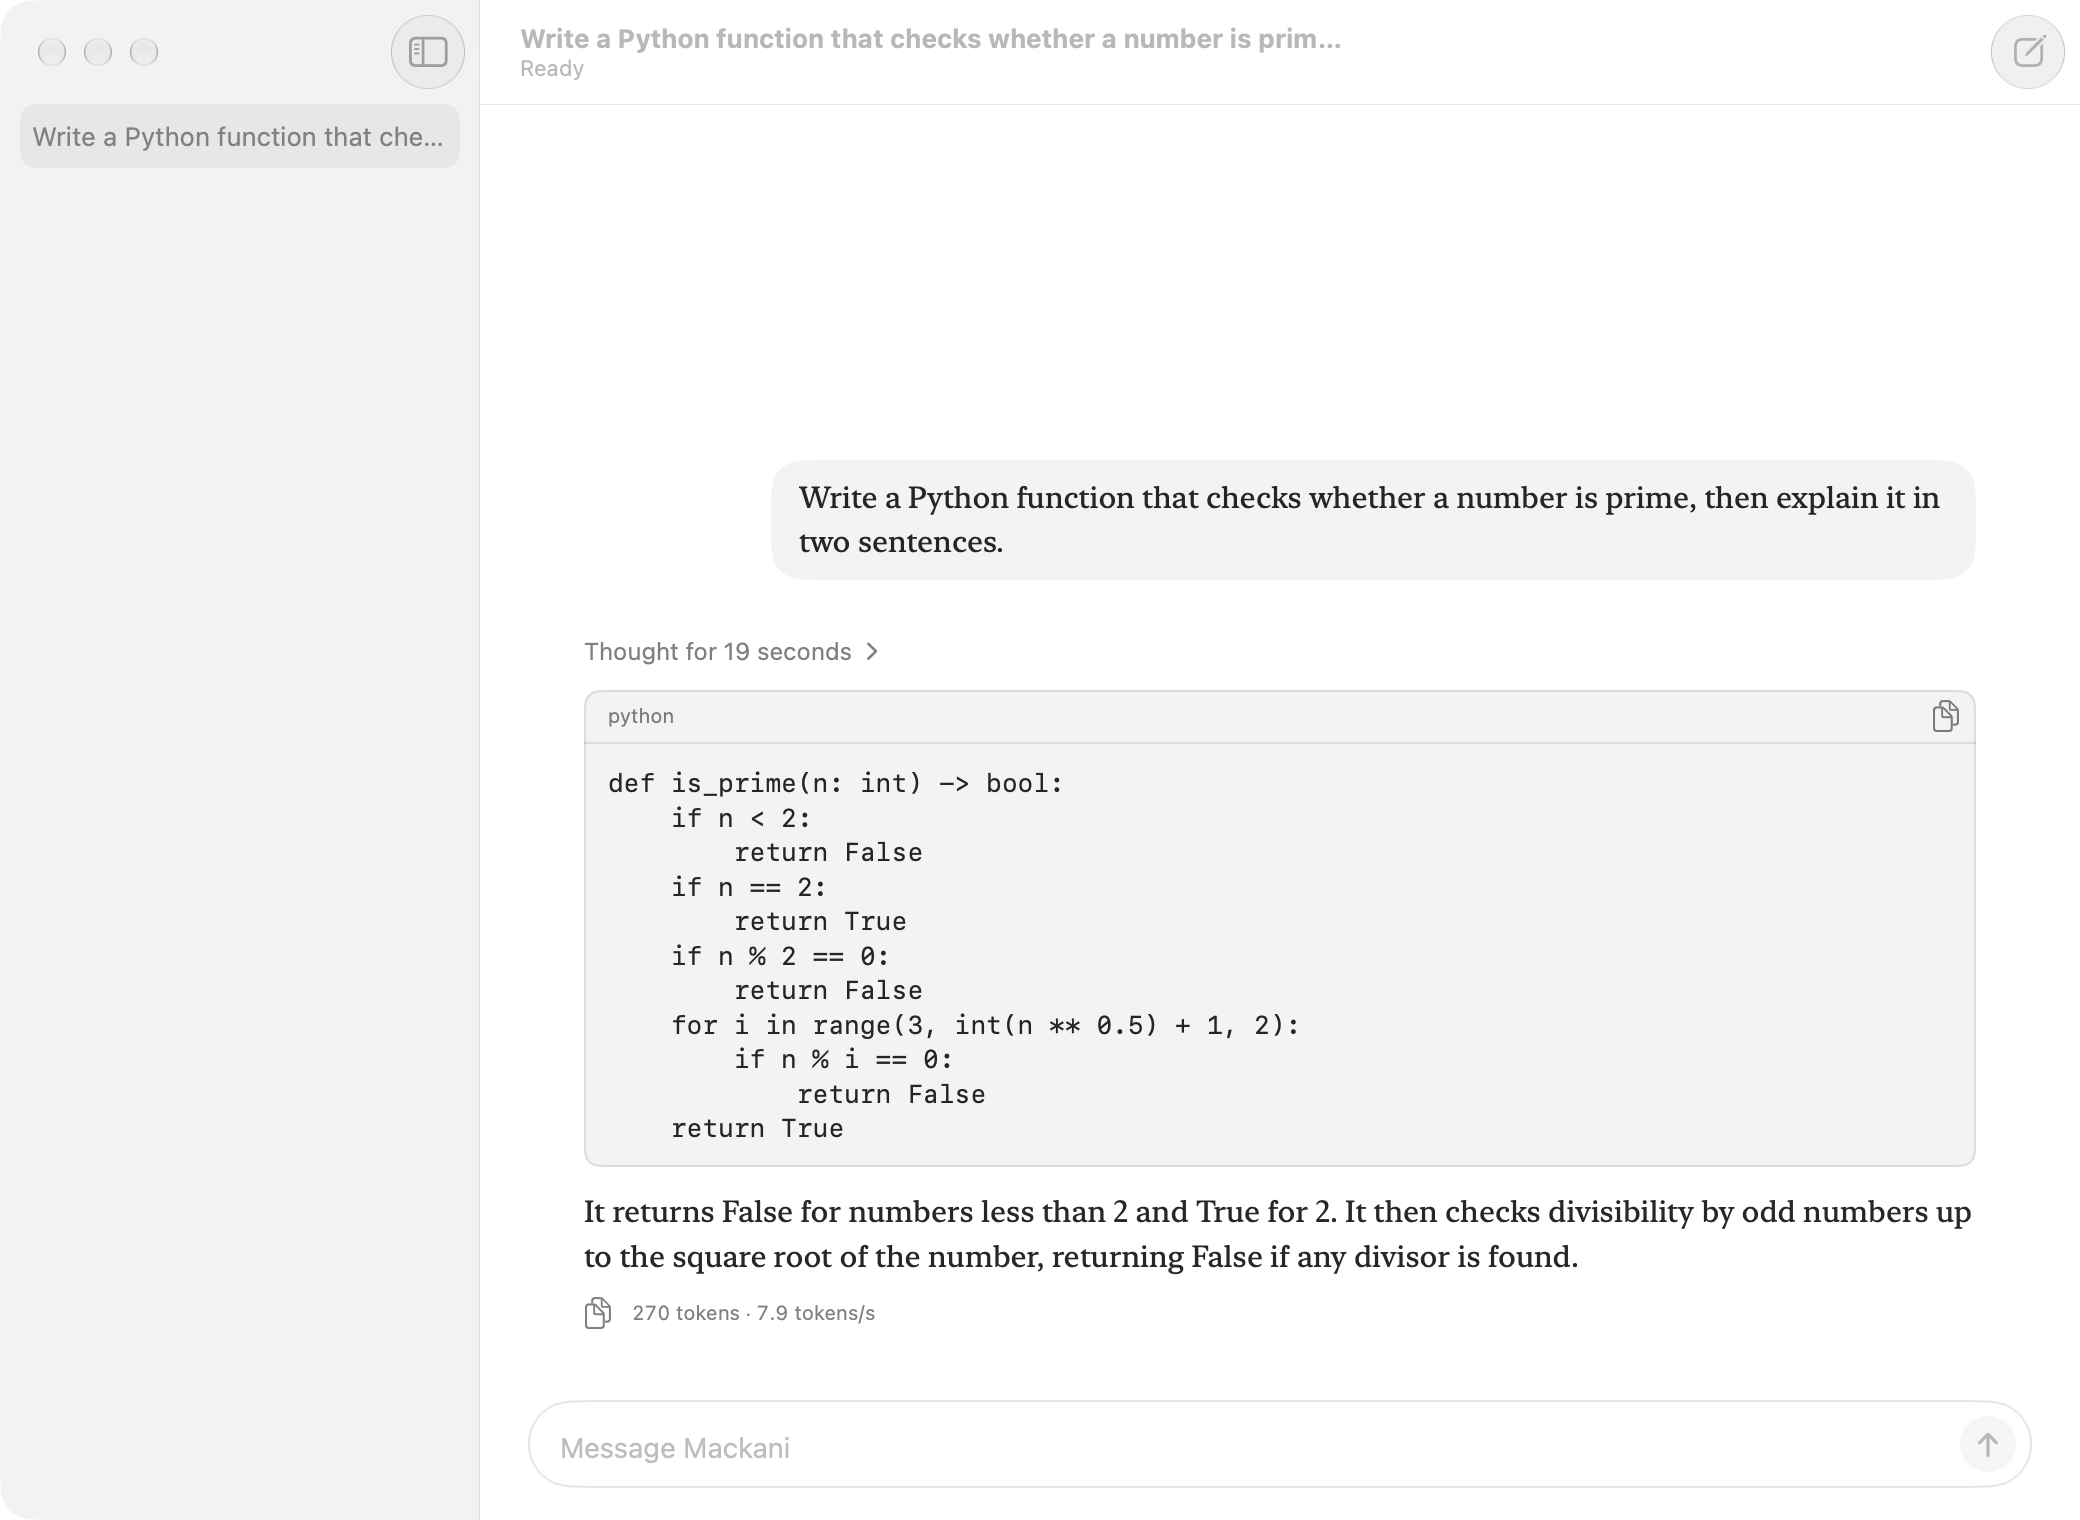 Write a Python function that checks whether a number is prim...
Ready
Write a Python function that che...
Write a Python function that checks whether a number is prime, then explain it in
two sentences.
Thought for 19 seconds
python
def is_prime(n: int) -> bool:
    if n < 2:
        return False
    if n == 2:
        return True
    if n % 2 == 0:
        return False
    for i in range(3, int(n ** 0.5) + 1, 2):
        if n % i == 0:
            return False
    return True
It returns False for numbers less than 2 and True for 2. It then checks divisibility by odd numbers up
to the square root of the number, returning False if any divisor is found.
270 tokens · 7.9 tokens/s
Message Mackani